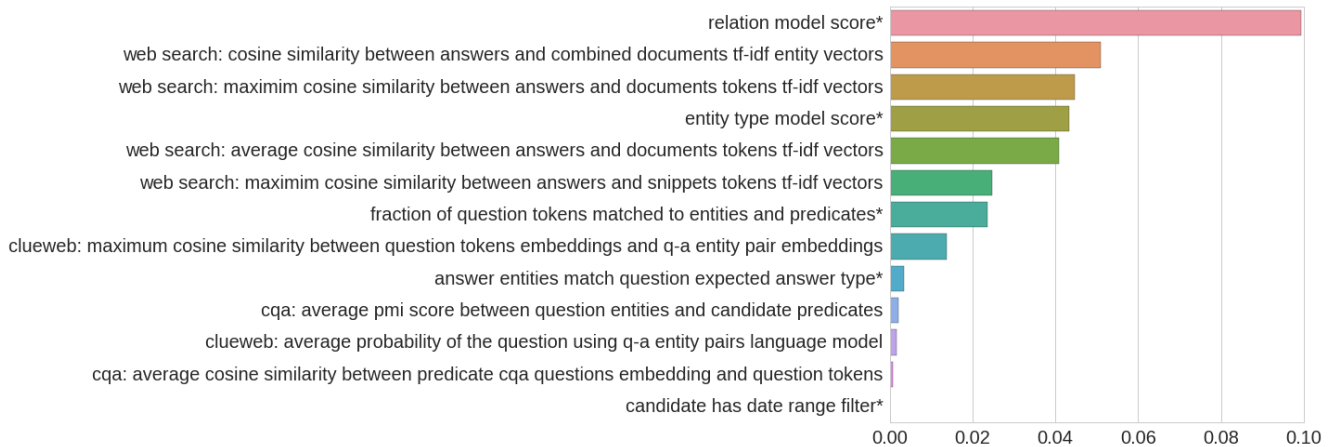 relation model score*
web search: cosine similarity between answers and combined documents tf-idf entity vectors
web search: maximim cosine similarity between answers and documents tokens tf-idf vectors
entity type model score*
web search: average cosine similarity between answers and documents tokens tf-idf vectors
web search: maximim cosine similarity between answers and snippets tokens tf-idf vectors
fraction of question tokens matched to entities and predicates*
clueweb: maximum cosine similarity between question tokens embeddings and q-a entity pair embeddings
answer entities match question expected answer type*
cqa: average pmi score between question entities and candidate predicates
clueweb: average probability of the question using q-a entity pairs language model
cqa: average cosine similarity between predicate cqa questions embedding and question tokens
candidate has date range filter*
0.00 0.02 0.04 0.06 0.08 0.10